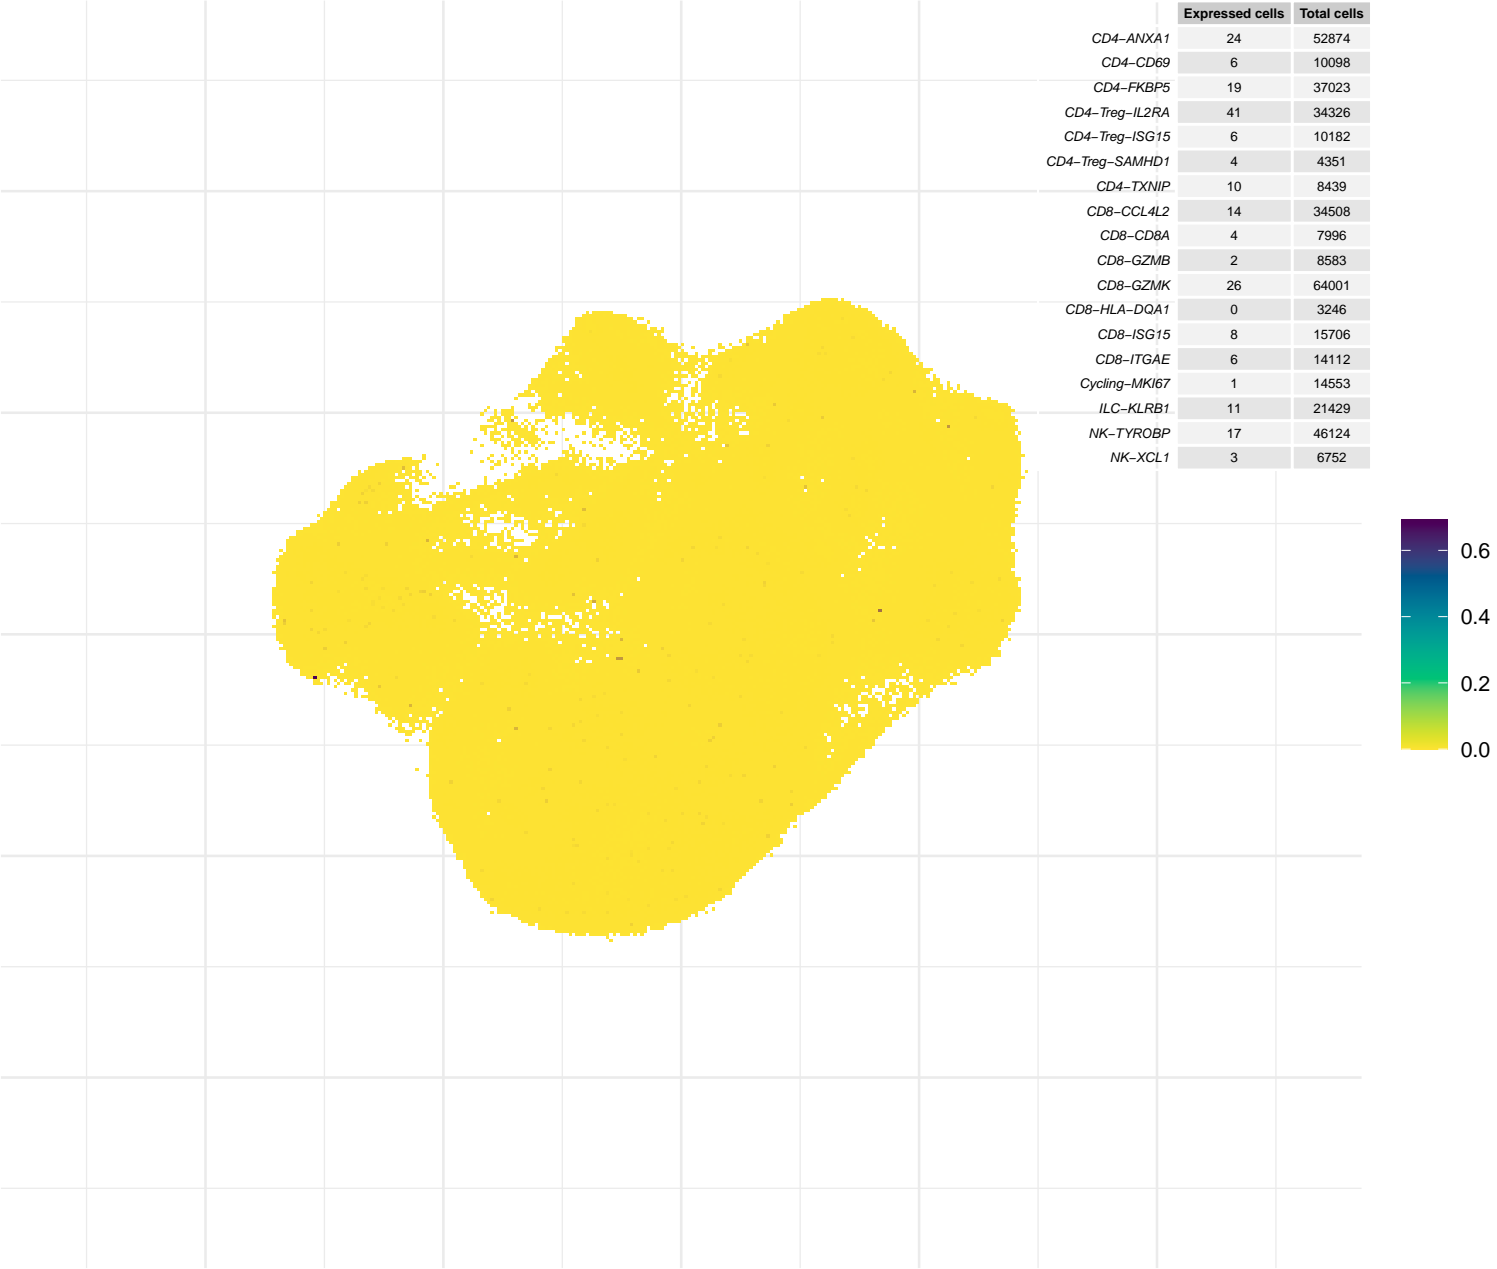 Expressed cells Total cells
CD4−ANXA1 24 52874
CD4−CD69 6 10098
CD4−FKBP5 19 37023
CD4−Treg−IL2RA 41 34326
CD4−Treg−ISG15 6 10182
CD4−Treg−SAMHD1 4 4351
CD4−TXNIP 10 8439
CD8−CCL4L2 14 34508
CD8−CD8A 4 7996
CD8−GZMB 2 8583
CD8−GZMK 26 64001
CD8−HLA−DQA1 0 3246
CD8−ISG15 8 15706
CD8−ITGAE 6 14112
Cycling−MKI67 1 14553
ILC−KLRB1 11 21429
NK−TYROBP 17 46124
NK−XCL1 3 6752
0.6
0.4
0.2
0.0